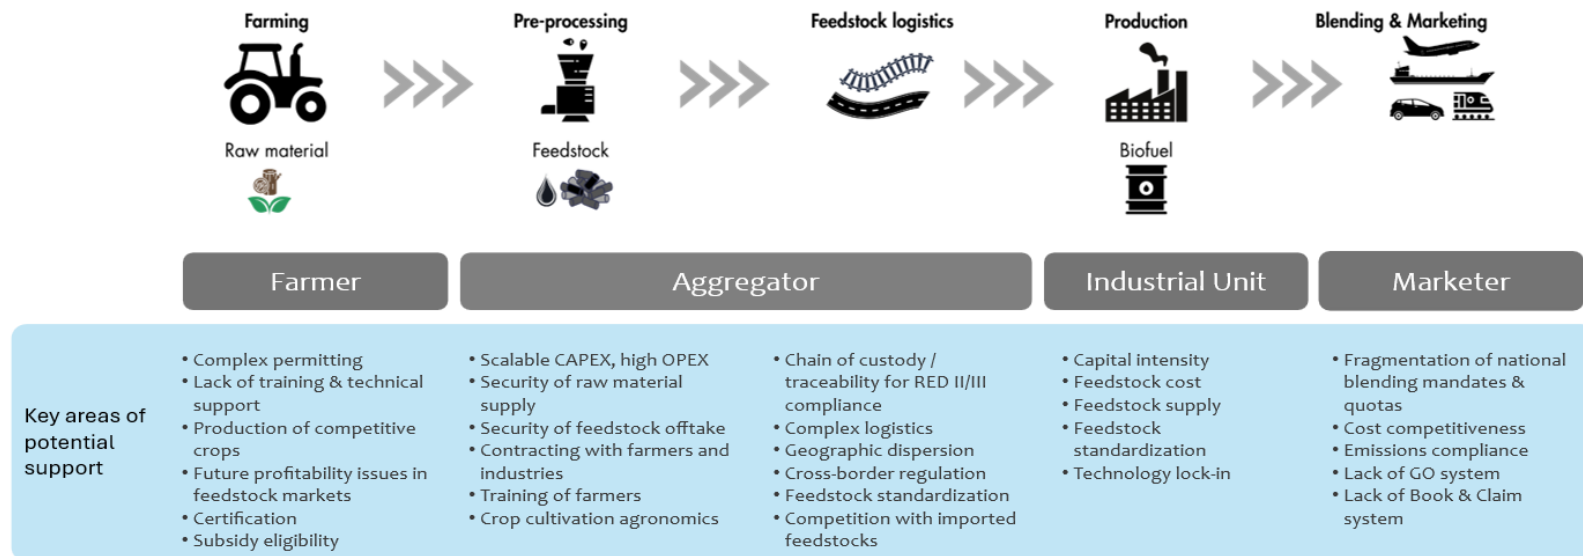 Farming
Pre-processing
Feedstock logistics
Production
Blending & Marketing
Raw material
Feedstock
Biofuel
Farmer
Aggregator
Industrial Unit
Marketer
Key areas of
potential
support
• Complex permitting
• Lack of training & technical
support
• Production of competitive
crops
• Future profitability issues in
feedstock markets
• Certification
• Subsidy eligibility
• Scalable CAPEX, high OPEX
• Security of raw material
supply
• Security of feedstock offtake
• Contracting with farmers and
industries
• Training of farmers
• Crop cultivation agronomics
• Chain of custody /
traceability for RED II/III
compliance
• Complex logistics
• Geographic dispersion
• Cross-border regulation
• Feedstock standardization
• Competition with imported
feedstocks
• Capital intensity
• Feedstock cost
• Feedstock supply
• Feedstock
standardization
• Technology lock-in
• Fragmentation of national
blending mandates &
quotas
• Cost competitiveness
• Emissions compliance
• Lack of GO system
• Lack of Book & Claim
system